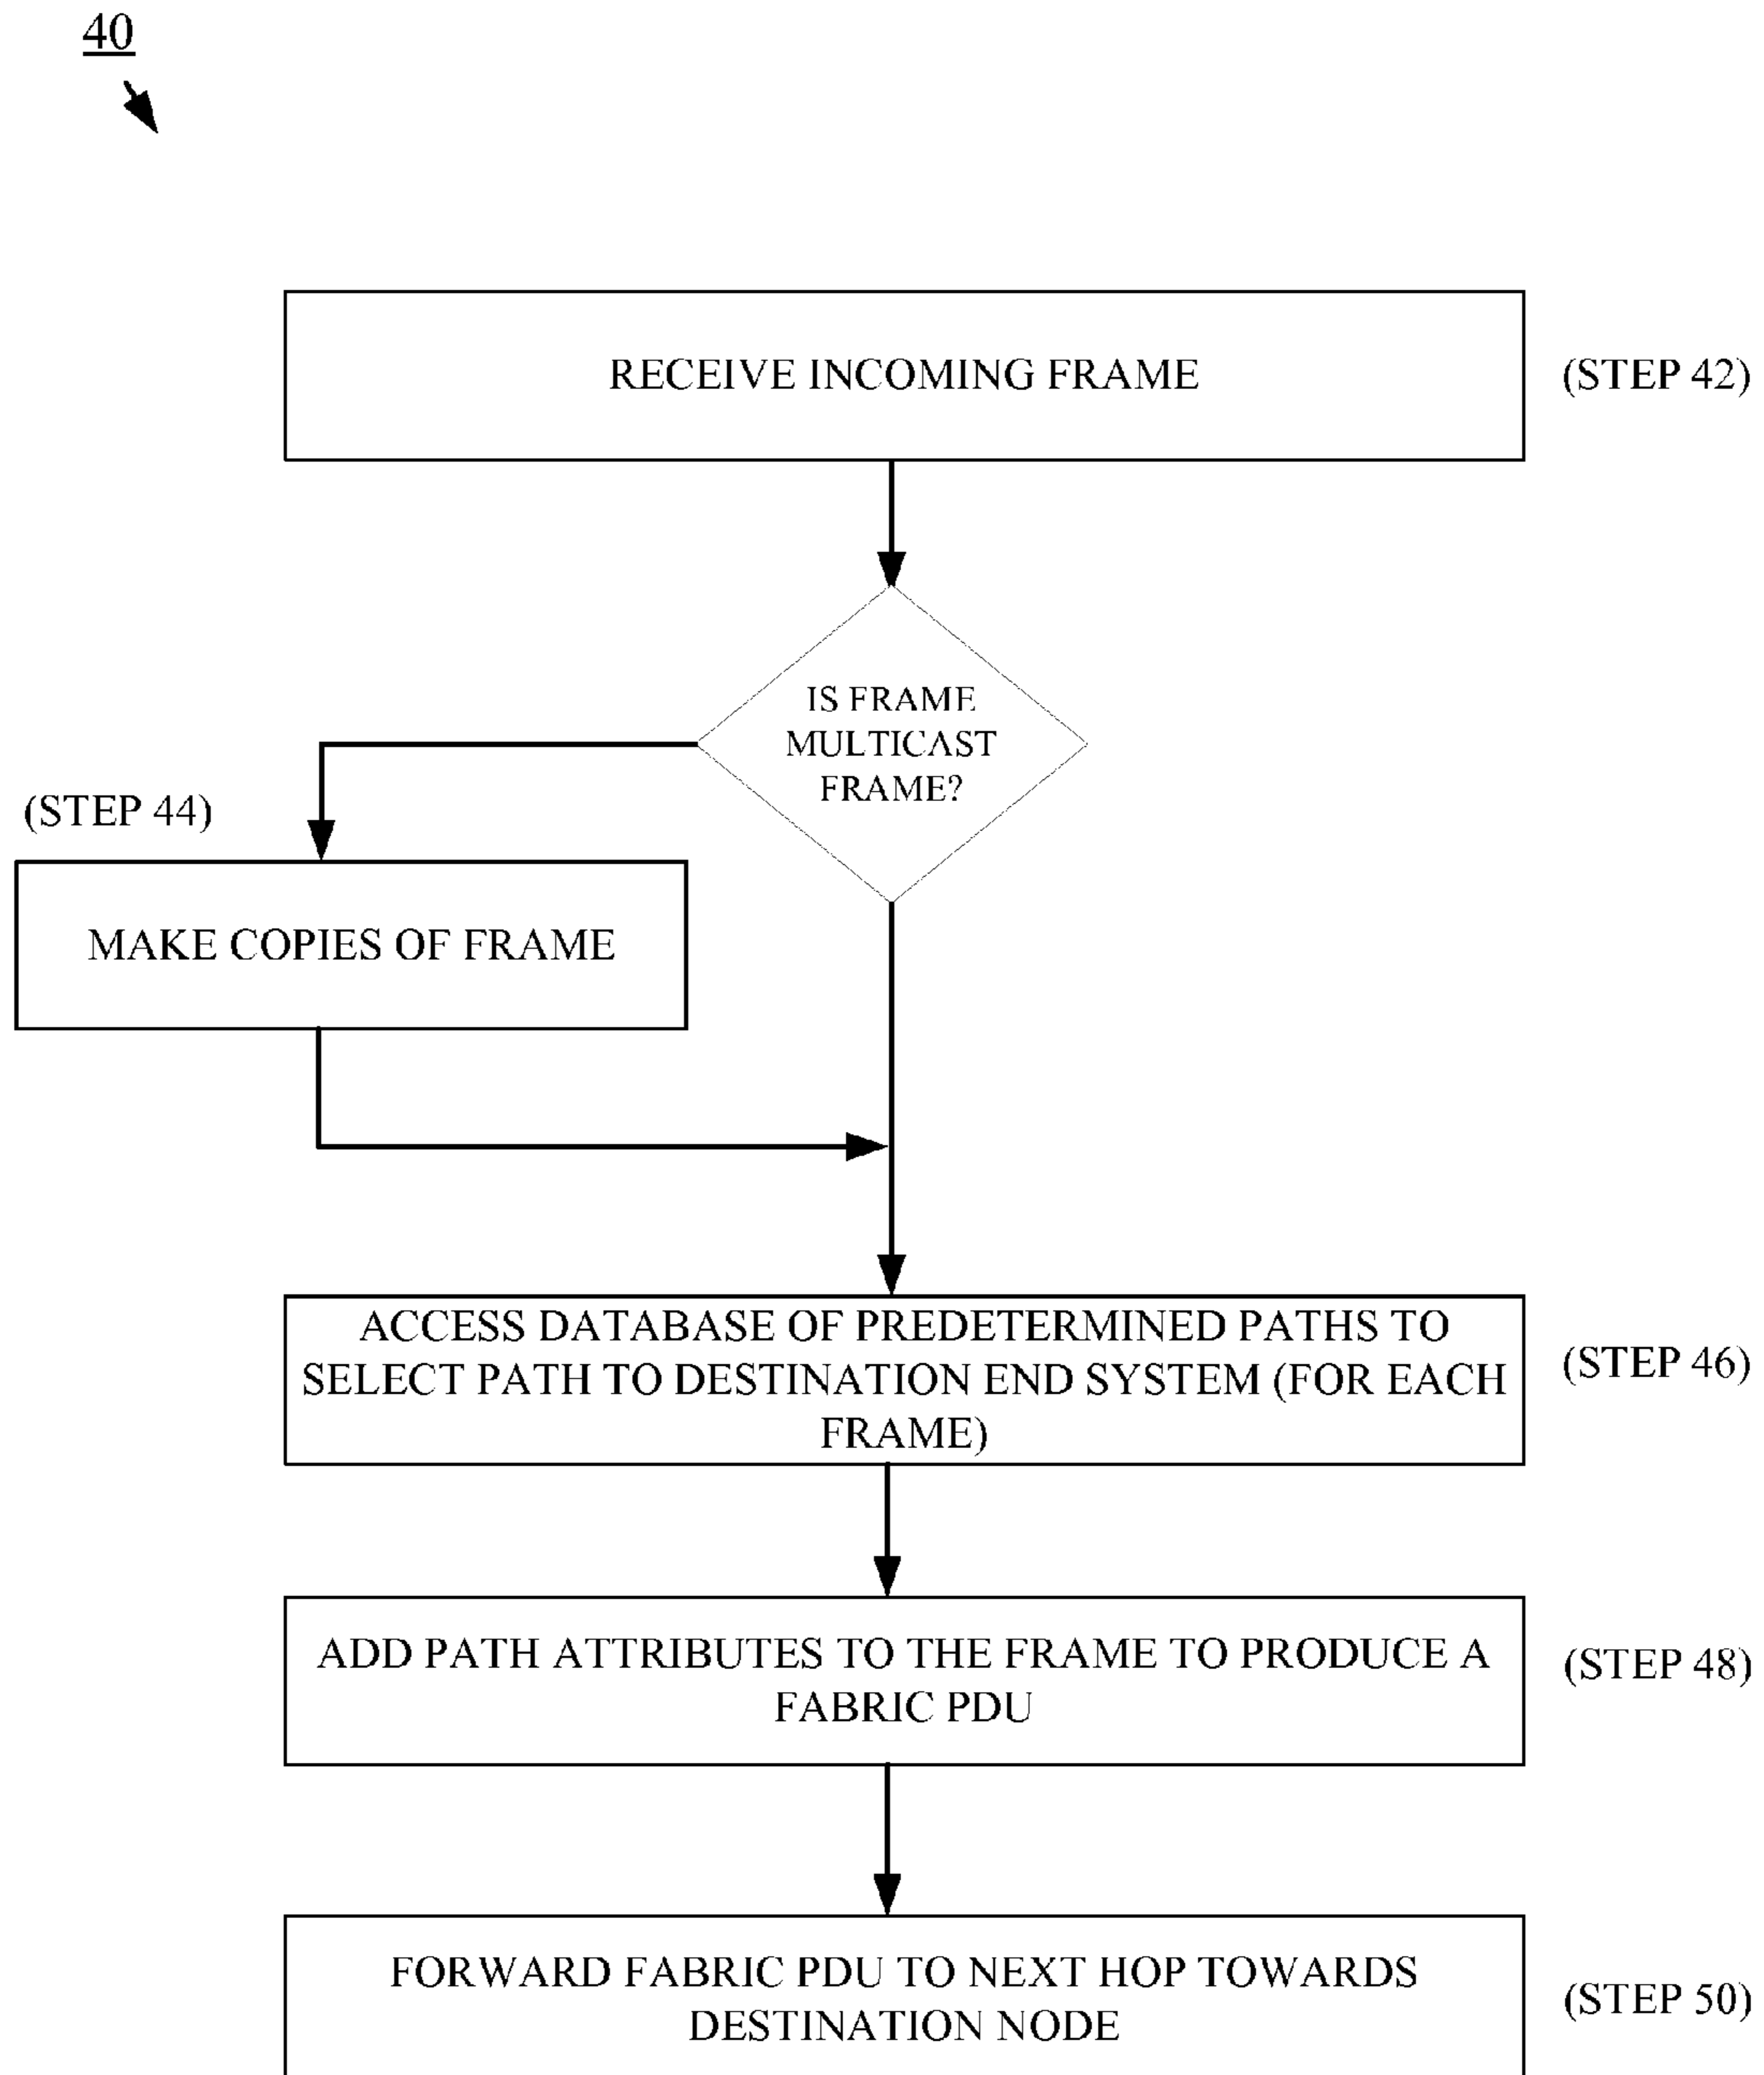 40
RECEIVE INCOMING FRAME
(STEP 42)
IS FRAME
MULTICAST
FRAME?
(STEP 44)
MAKE COPIES OF FRAME
ACCESS DATABASE OF PREDETERMINED PATHS TO
SELECT PATH TO DESTINATION END SYSTEM (FOR EACH
FRAME)
(STEP 46)
ADD PATH ATTRIBUTES TO THE FRAME TO PRODUCE A
FABRIC PDU
(STEP 48)
FORWARD FABRIC PDU TO NEXT HOP TOWARDS
DESTINATION NODE
(STEP 50)